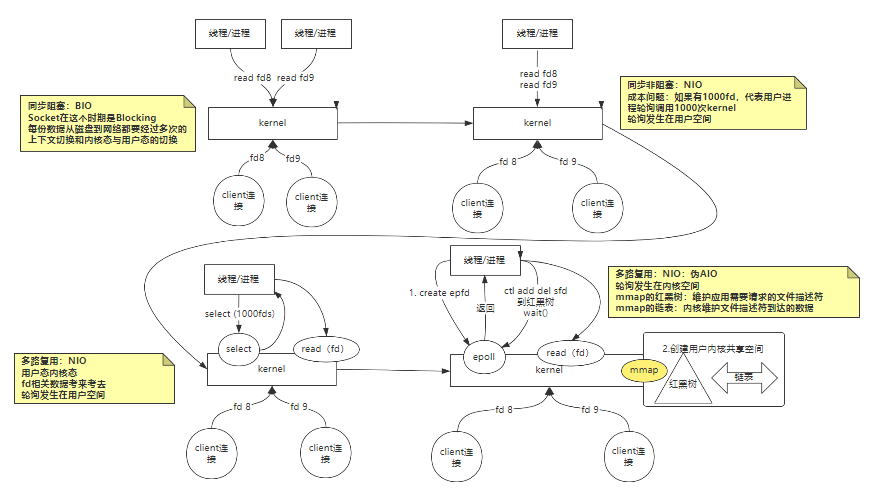 线程/进程
线程/进程
read fd8
read fd9
同步阻塞：BIO
Socket在这个时期是Blocking
每份数据从磁盘到网络都要经过多次的
上下文切换和内核态与用户态的切换
kernel
fd8
fd9
client连
接
client连
接
线程/进程
read fd8
read fd9
同步非阻塞：NIO
成本问题：如果有1000fd，代表用户进
程轮询调用1000次kernel
轮询发生在用户空间
kernel
fd 8
fd 9
client连
接
client连
接
线程/进程
select (1000fds)
select
read（fd）
kernel
多路复用：NIO
用户态内核态
fd相关数据考来考去
轮询发生在用户空间
fd 8
fd 9
client连
接
client连
接
线程/进程
1. create epfd
返回
ctl add del sfd
到红黑树
wait()
多路复用：NIO：伪AIO
轮询发生在内核空间
mmap的红黑树：维护应用需要请求的文件描述符
mmap的链表：内核维护文件描述符到达的数据
epoll
read（fd）
kernel
mmap
2.创建用户内核共享空间
红黑树
链表
fd 8
fd 9
client连
接
client连
接